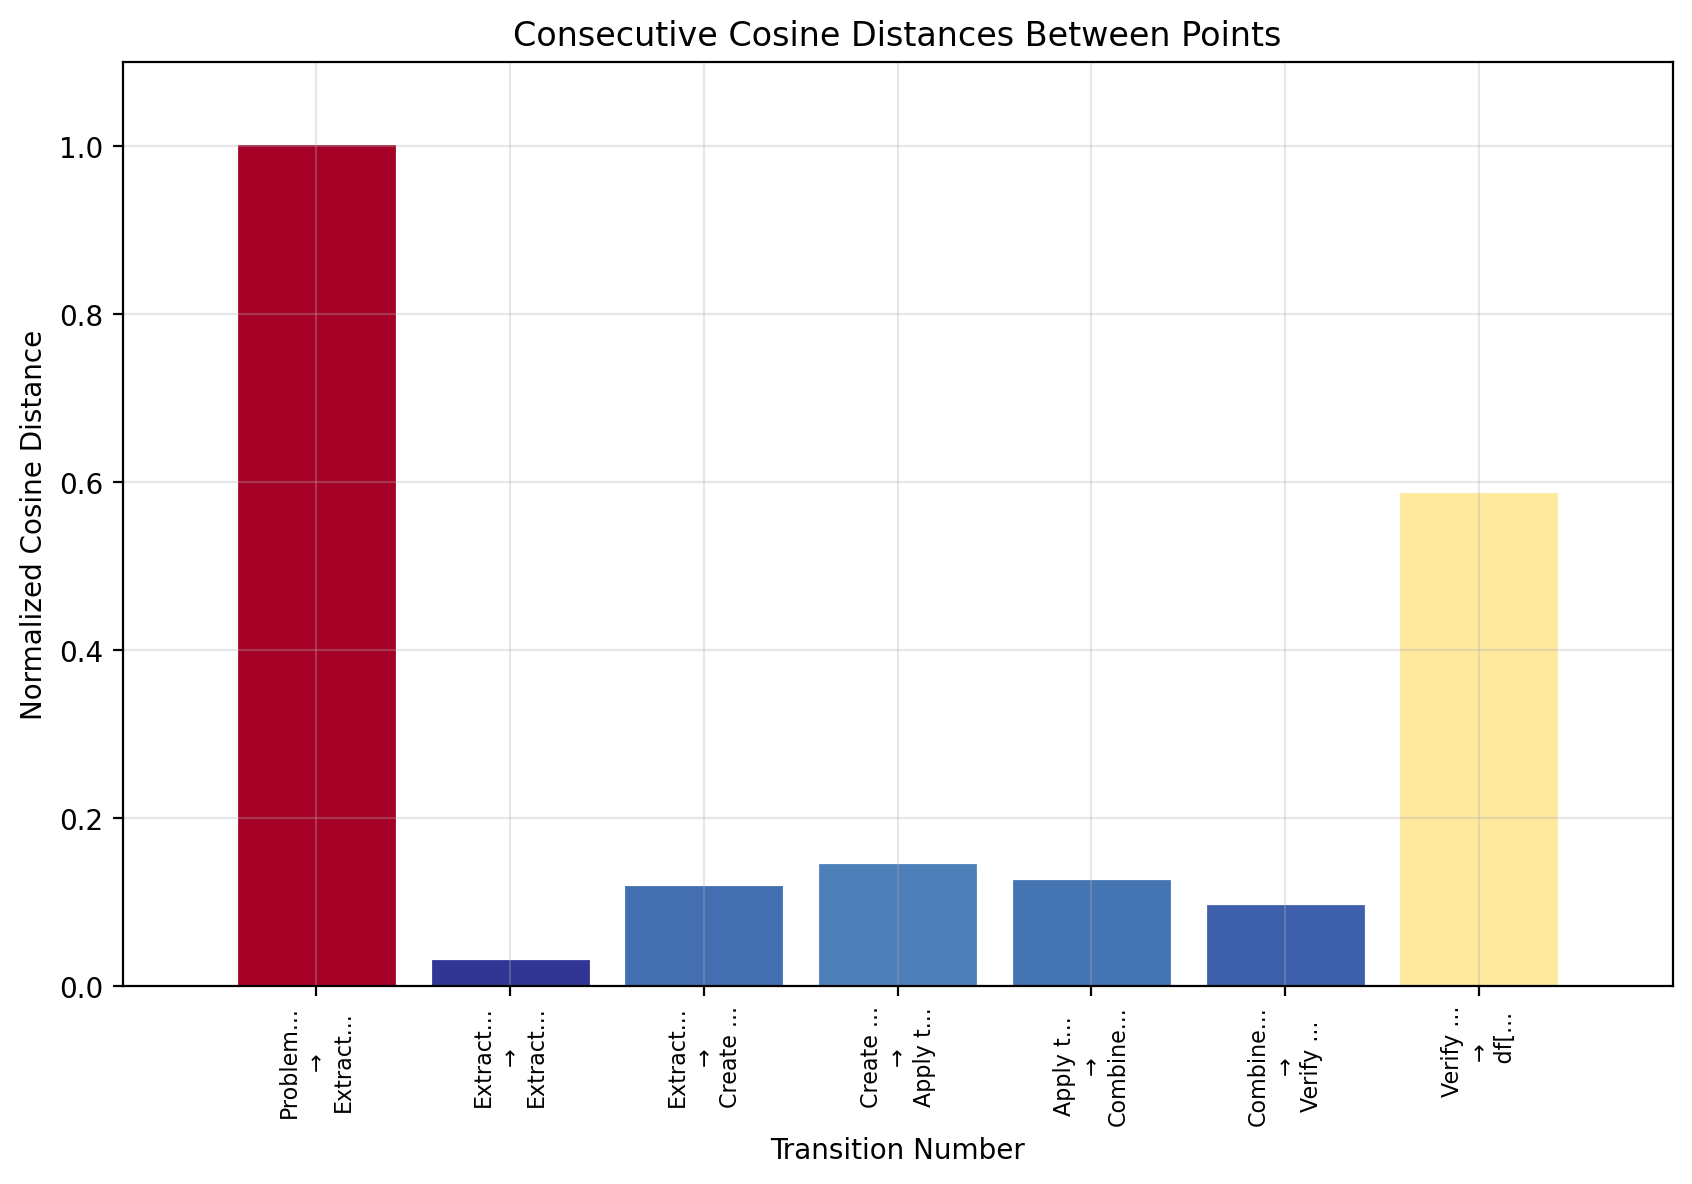 Consecutive Cosine Distances Between Points
Normalized Cosine Distance
1.0
0.8
0.6
0.4
0.2
0.0
Problem...
→
Extract...
Extract...
→
Extract...
Extract...
→
Create ...
Create ...
→
Apply t...
Apply t...
→
Combine...
Combine...
→
Verify ...
Verify ...
→
df[...
Transition Number